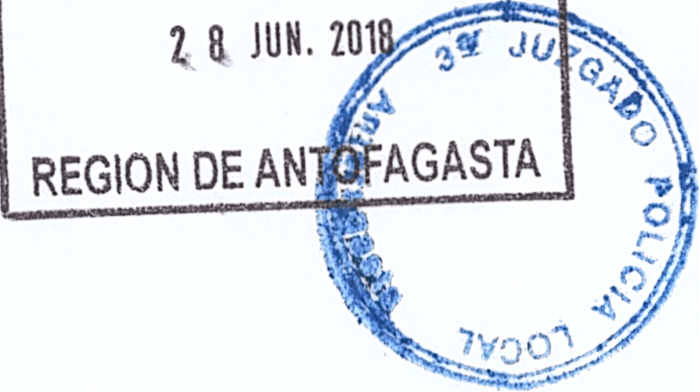 2 8 JUN. 2018
REGION DE ANTOFAGASTA
3er JUZGADO POLICIA LOCAL